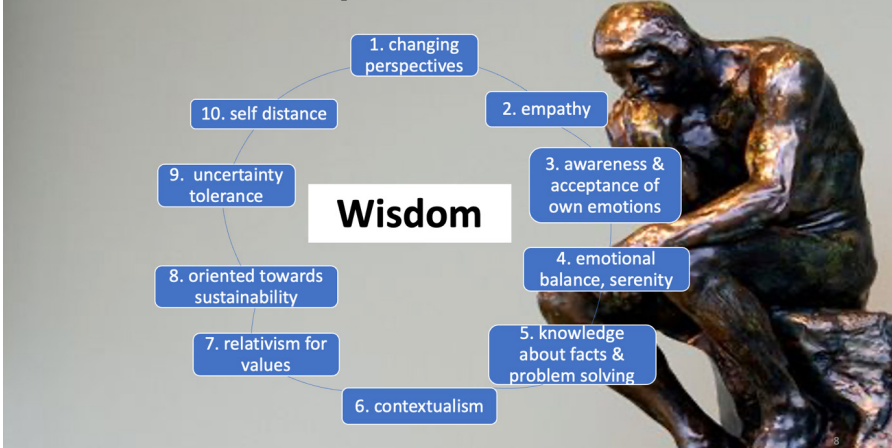 1. changing
perspectives
2. empathy
3. awareness &
acceptance of
own emotions
4. emotional
balance, serenity
5. knowledge
about facts &
problem solving
6. contextualism
7. relativism for
values
8. oriented towards
sustainability
9. uncertainty
tolerance
10. self distance
Wisdom
8